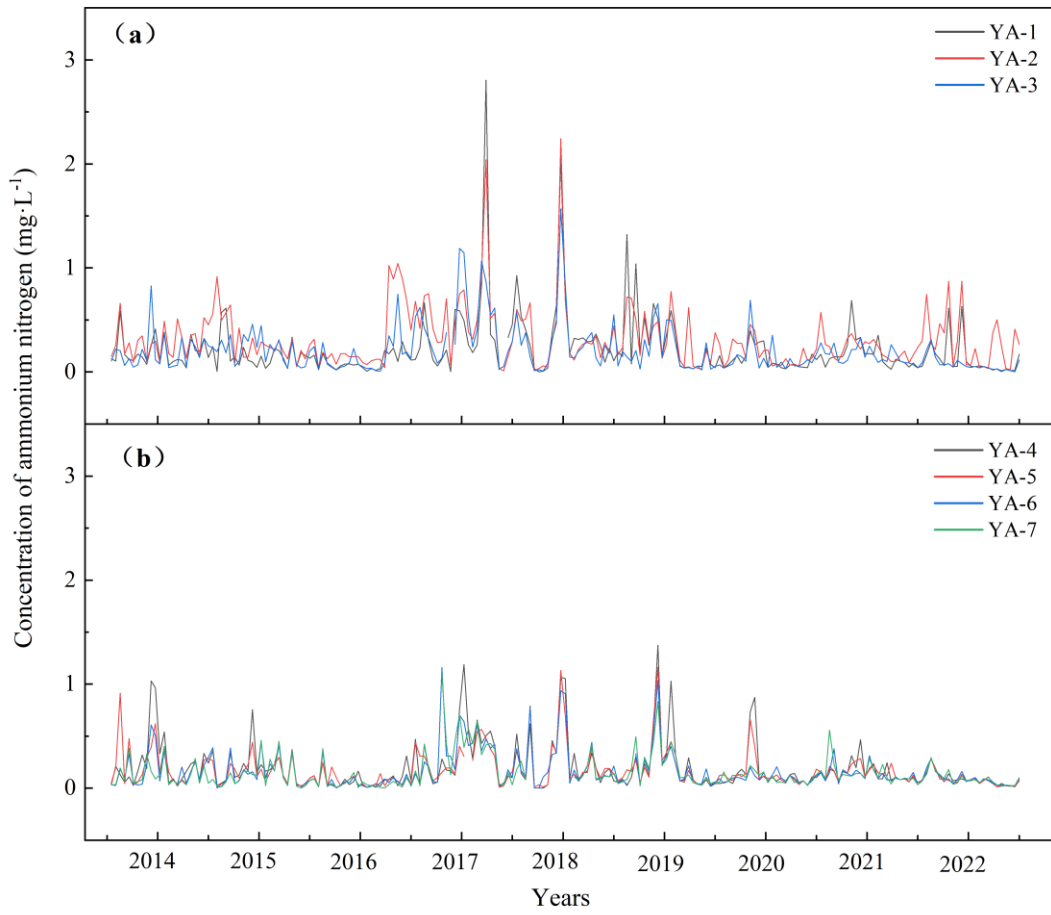 (a)
YA-1
YA-2
YA-3
3
2
1
0
Concentration of ammonium nitrogen (mg·L⁻¹)
(b)
YA-4
YA-5
YA-6
YA-7
3
2
1
0
2014 2015 2016 2017 2018 2019 2020 2021 2022
Years